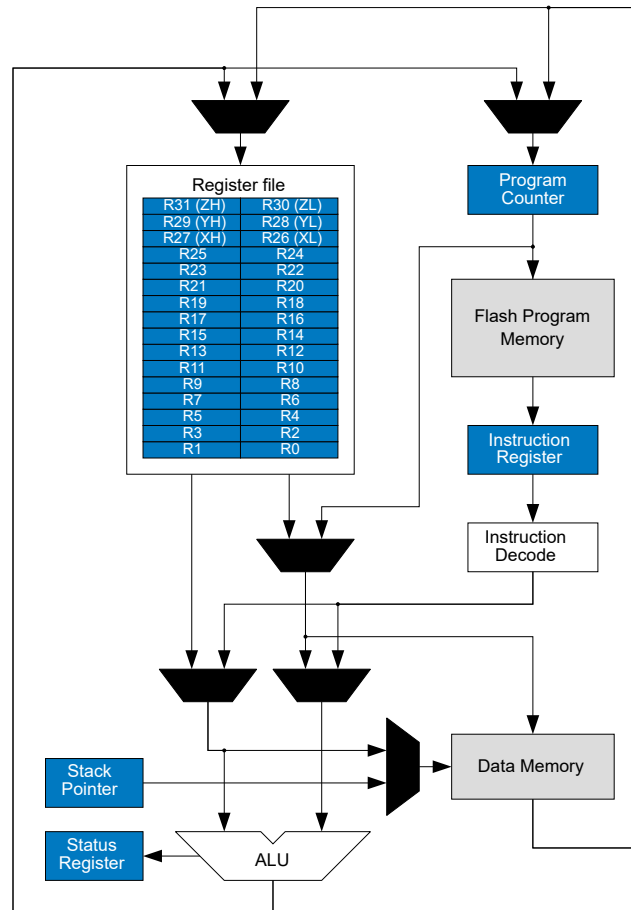 Register file
R31 (ZH) R30 (ZL)
R29 (YH) R28 (YL)
R27 (XH) R26 (XL)
R25 R24
R23 R22
R21 R20
R19 R18
R17 R16
R15 R14
R13 R12
R11 R10
R9 R8
R7 R6
R5 R4
R3 R2
R1 R0
Program
Counter
Flash Program
Memory
Instruction
Register
Instruction
Decode
Stack
Pointer
Data Memory
Status
Register
ALU